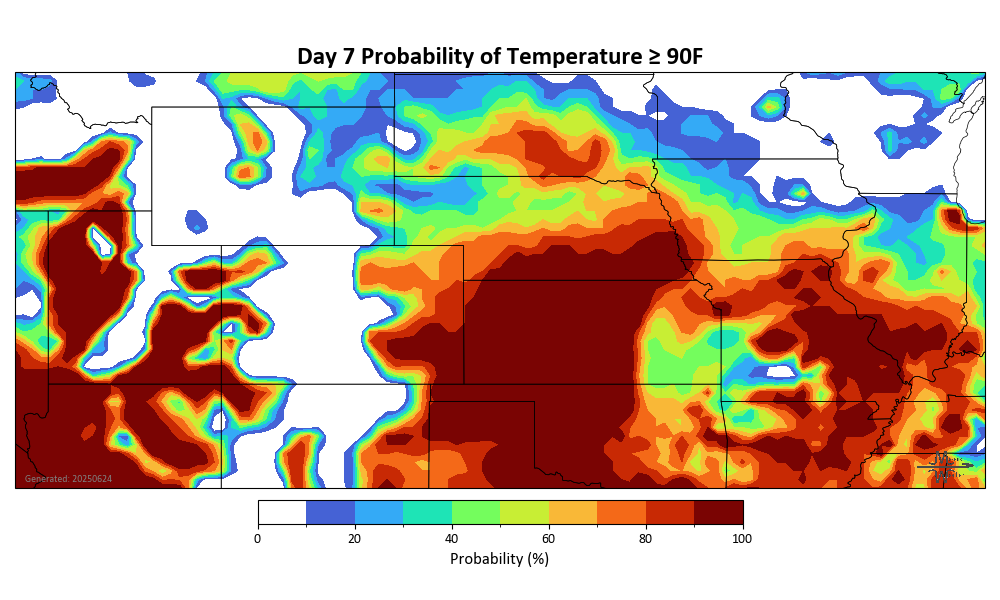 Day 7 Probability of Temperature ≥ 90F
Generated: 20250624
0 20 40 60 80 100
Probability (%)